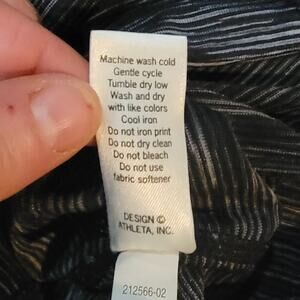 Machine wash cold
Gentle cycle
Tumble dry low
Wash and dry
with like colors
Cool iron
Do not iron print
Do not dry clean
Do not bleach
Do not use
fabric softener
DESIGN ©
ATHLETA, INC.
212566-02